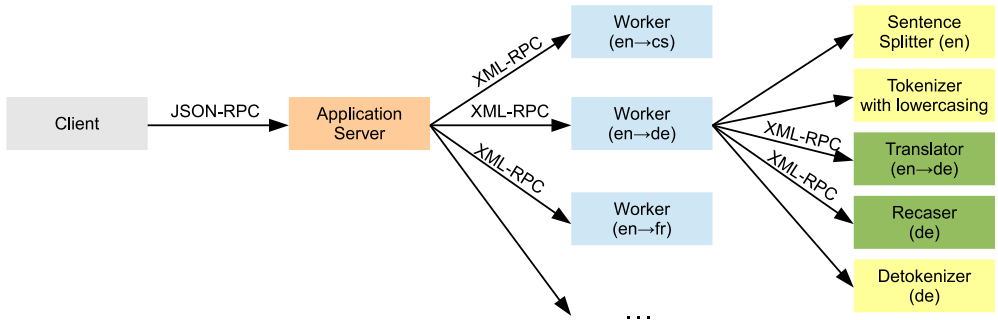 Client
JSON-RPC
Application
Server
XML-RPC
XML-RPC
XML-RPC
Worker
(en→cs)
Worker
(en→de)
Worker
(en→fr)
...
XML-RPC
XML-RPC
Sentence
Splitter (en)
Tokenizer
with lowercasing
Translator
(en→de)
Recaser
(de)
Detokenizer
(de)